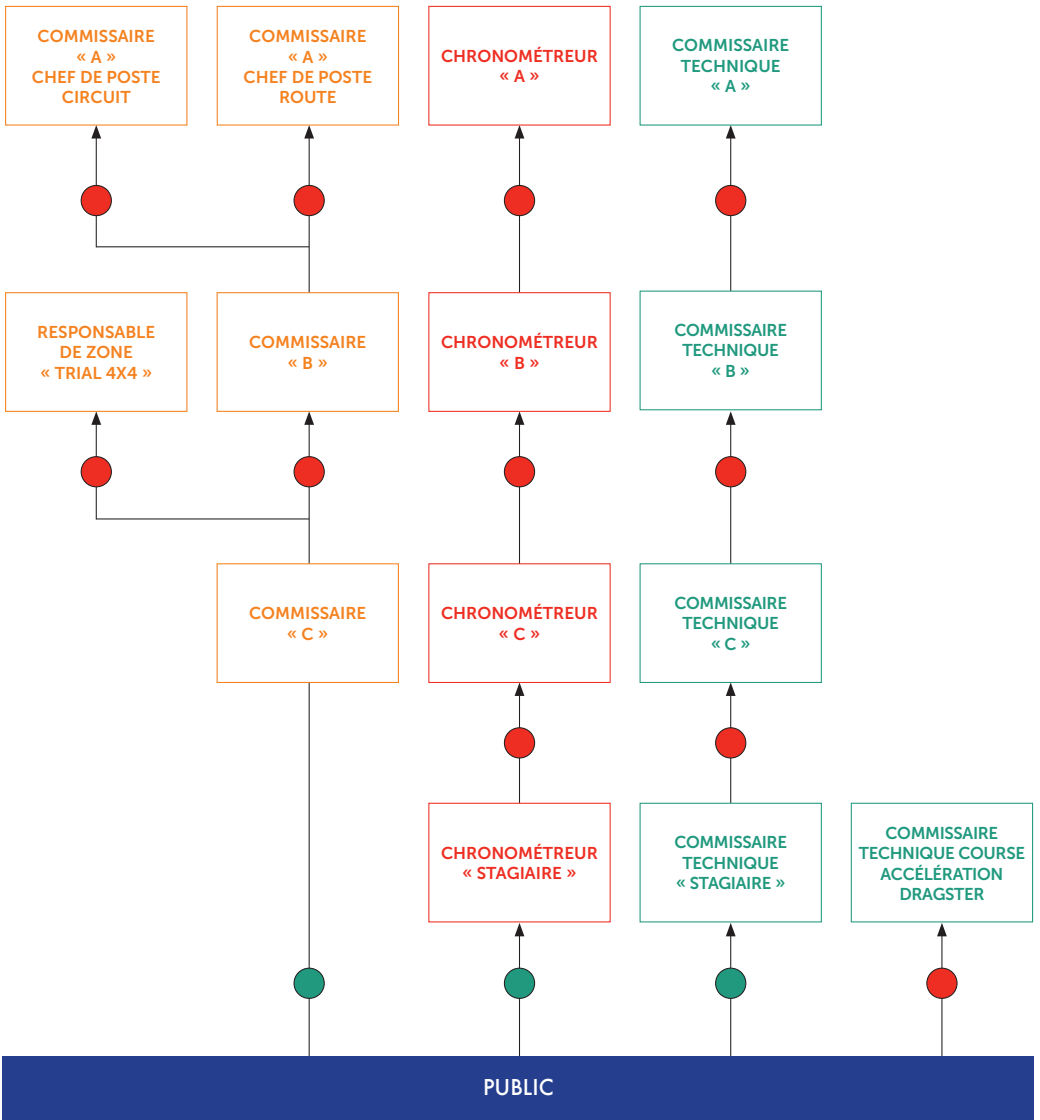 COMMISSAIRE
« A »
CHEF DE POSTE
CIRCUIT
COMMISSAIRE
« A »
CHEF DE POSTE
ROUTE
CHRONOMÉTREUR
« A »
COMMISSAIRE
TECHNIQUE
« A »
RESPONSABLE
DE ZONE
« TRIAL 4X4 »
COMMISSAIRE
« B »
CHRONOMÉTREUR
« B »
COMMISSAIRE
TECHNIQUE
« B »
COMMISSAIRE
« C »
CHRONOMÉTREUR
« C »
COMMISSAIRE
TECHNIQUE
« C »
CHRONOMÉTREUR
« STAGIAIRE »
COMMISSAIRE
TECHNIQUE
« STAGIAIRE »
COMMISSAIRE
TECHNIQUE COURSE
ACCÉLÉRATION
DRAGSTER
PUBLIC